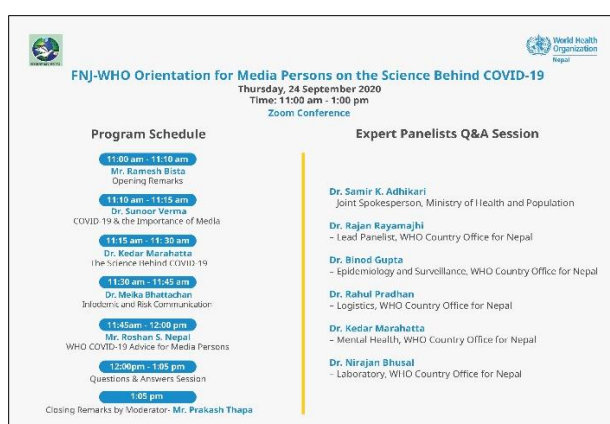 World Health
Organization
Nepal
FNJ-WHO Orientation for Media Persons on the Science Behind COVID-19
Thursday, 24 September 2020
Time: 11:00 am - 1:00 pm
Zoom Conference
Program Schedule
11:00 am - 11:10 am
Mr. Ramesh Bista
Opening Remarks
11:10 am - 11:15 am
Dr. Sunoor Verma
COVID-19 & the Importance of Media
11:15 am - 11: 30 am
Dr. Kedar Marahatta
The Science Behind COVID-19
11:30 am - 11:45 am
Dr. Meika Bhattachan
Infodemic and Risk Communication
11:45am - 12:00 pm
Mr. Roshan S. Nepal
WHO COVID-19 Advice for Media Persons
12:00pm - 1:05 pm
Questions & Answers Session
1:05 pm
Closing Remarks by Moderator- Mr. Prakash Thapa
Expert Panelists Q&A Session
Dr. Samir K. Adhikari
Joint Spokesperson, Ministry of Health and Population
Dr. Rajan Rayamajhi
– Lead Panelist, WHO Country Office for Nepal
Dr. Binod Gupta
– Epidemiology and Surveillance, WHO Country Office for Nepal
Dr. Rahul Pradhan
– Logistics, WHO Country Office for Nepal
Dr. Kedar Marahatta
– Mental Health, WHO Country Office for Nepal
Dr. Nirajan Bhusal
– Laboratory, WHO Country Office for Nepal